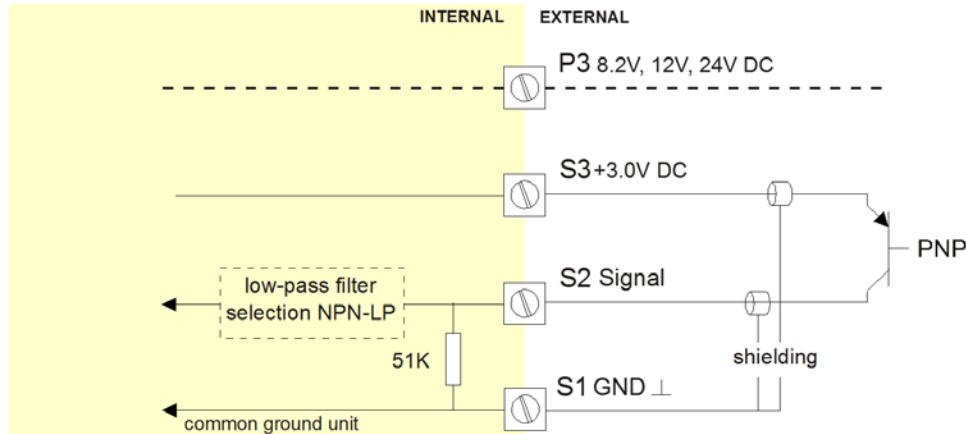 INTERNAL EXTERNAL
P3 8.2V, 12V, 24V DC
S3 +3.0V DC
PNP
S2 Signal
low-pass filter
selection NPN-LP
shielding
51K
S1 GND ⊥
common ground unit